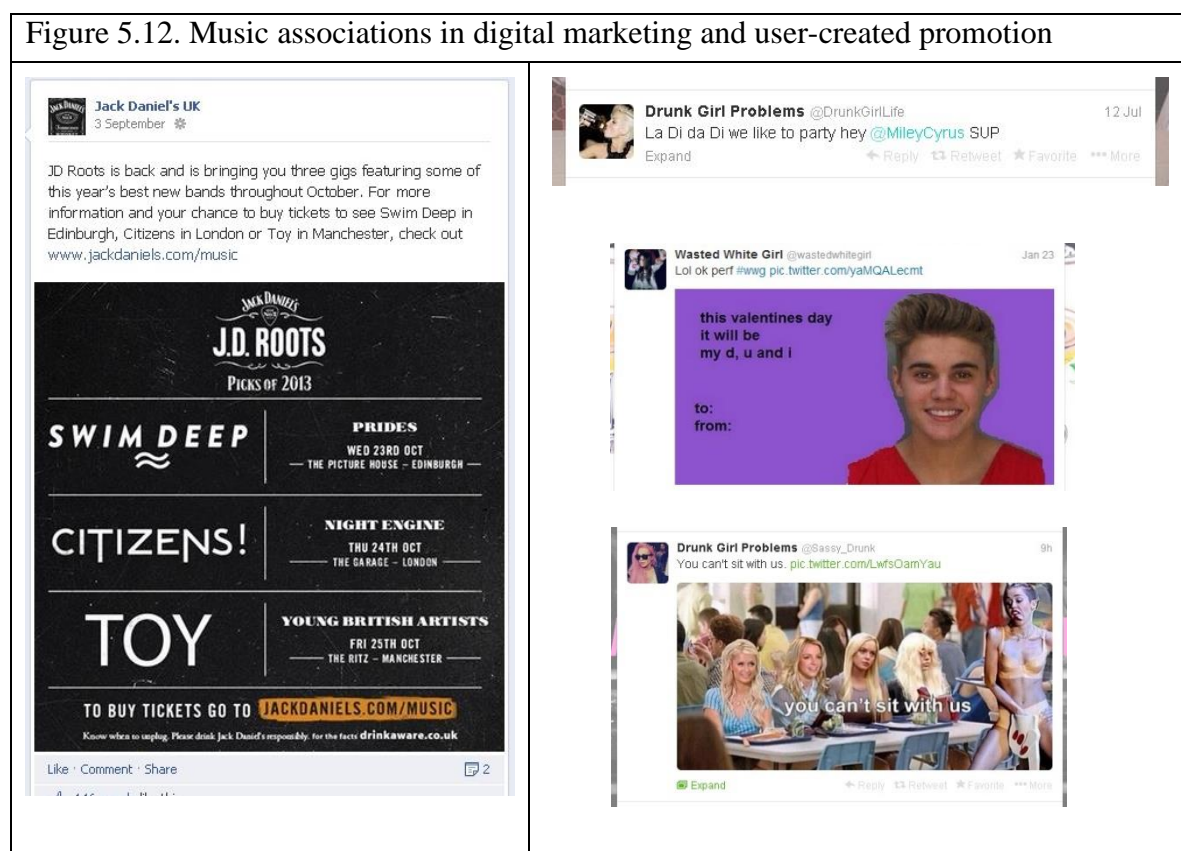 Figure 5.12. Music associations in digital marketing and user-created promotion
Jack Daniel's UK
3 September
JD Roots is back and is bringing you three gigs featuring some of
this year's best new bands throughout October. For more
information and your chance to buy tickets to see Swim Deep in
Edinburgh, Citizens in London or Toy in Manchester, check out
www.jackdaniels.com/music
JACK DANIEL'S
J.D. ROOTS
PICKS OF 2013
SWIM DEEP
PRIDES
WED 23RD OCT
THE PICTURE HOUSE – EDINBURGH
CITIZENS!
NIGHT ENGINE
THU 24TH OCT
THE GARAGE – LONDON
TOY
YOUNG BRITISH ARTISTS
FRI 25TH OCT
THE RITZ – MANCHESTER
TO BUY TICKETS GO TO JACKDANIELS.COM/MUSIC
Know when to unplug. Please drink Jack Daniel's responsibly. for the facts drinkaware.co.uk
Like · Comment · Share 2
Drunk Girl Problems @DrunkGirlLife 12 Jul
La Di da Di we like to party hey @MileyCyrus SUP
Expand Reply Retweet Favorite More
Wasted White Girl @wastedwhitegirl Jan 23
Lol ok perf #wwg pic.twitter.com/yaMQALecmt
this valentines day
it will be
my d, u and i
to:
from:
Drunk Girl Problems @Sassy_Drunk 9h
You can't sit with us. pic.twitter.com/LwfsOamYau
you can't sit with us
Expand Reply Retweet Favorite More